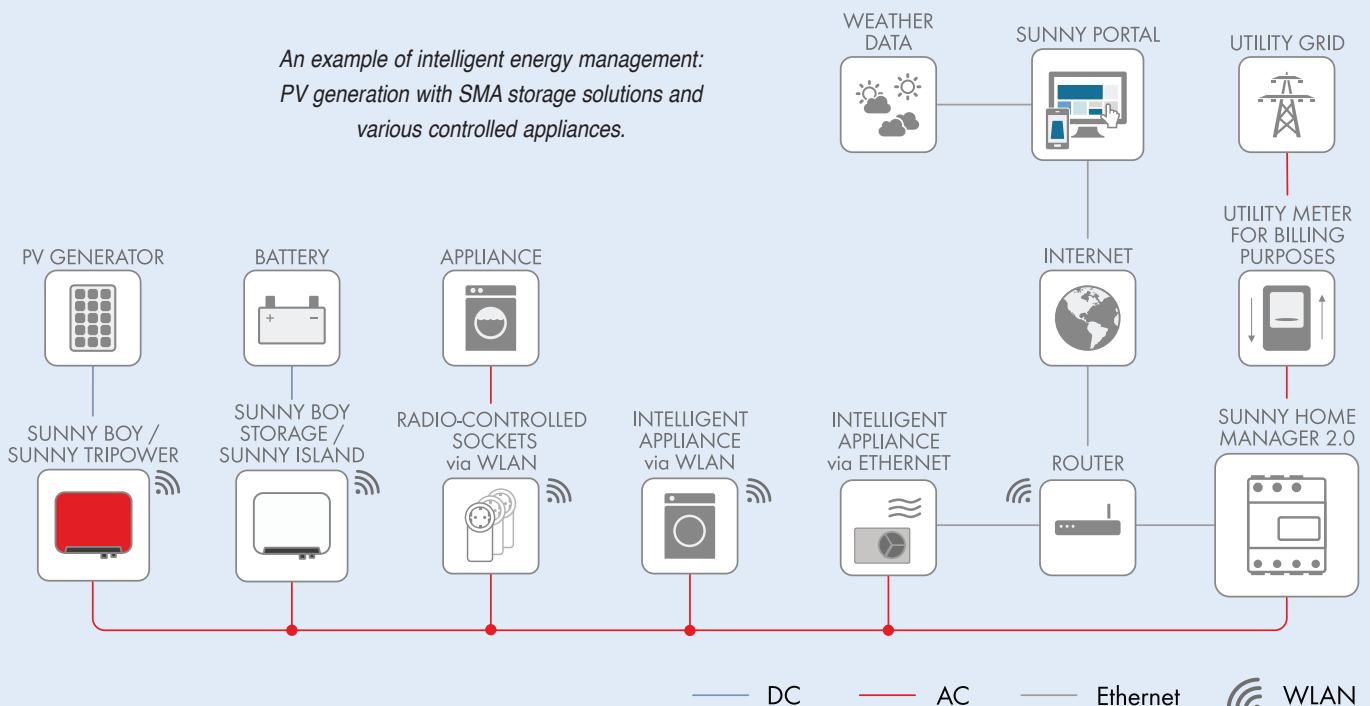 An example of intelligent energy management:
PV generation with SMA storage solutions and
various controlled appliances.
WEATHER
DATA
SUNNY PORTAL
UTILITY GRID
UTILITY METER
FOR BILLING
PURPOSES
PV GENERATOR
BATTERY
APPLIANCE
INTERNET
+ −
SUNNY BOY /
SUNNY TRIPOWER
SUNNY BOY
STORAGE /
SUNNY ISLAND
RADIO-CONTROLLED
SOCKETS
via WLAN
INTELLIGENT
APPLIANCE
via WLAN
INTELLIGENT
APPLIANCE
via ETHERNET
ROUTER
SUNNY HOME
MANAGER 2.0
DC
AC
Ethernet
WLAN